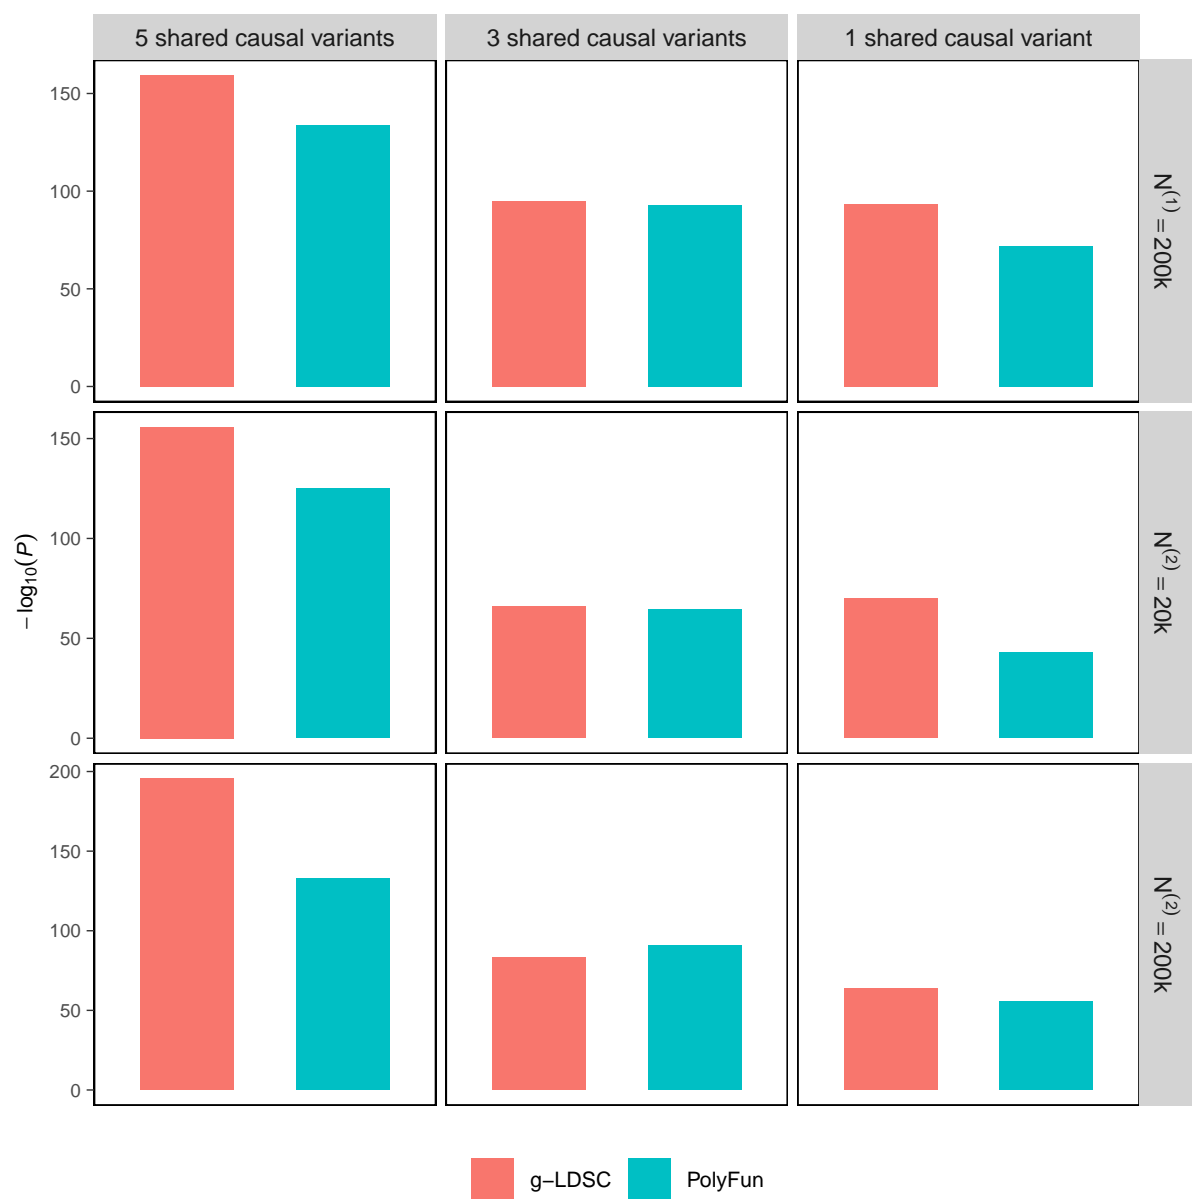 5 shared causal variants
3 shared causal variants
1 shared causal variant
150
100
50
0
N(1) = 200k
150
100
50
0
N(2) = 20k
− log10(P)
200
150
100
50
0
N(2) = 200k
g−LDSC
PolyFun